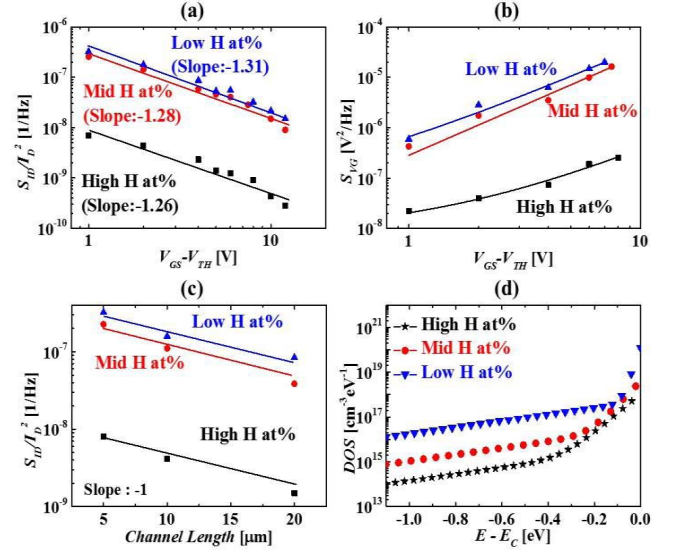 (a)
10⁻⁶
10⁻⁷
10⁻⁸
10⁻⁹
10⁻¹⁰
S_ID/I_D² [1/Hz]
Low H at%
(Slope:-1.31)
Mid H at%
(Slope:-1.28)
High H at%
(Slope:-1.26)
1
10
V_GS-V_TH [V]
(b)
10⁻⁴
10⁻⁵
10⁻⁶
10⁻⁷
10⁻⁸
S_VG [V²/Hz]
Low H at%
Mid H at%
High H at%
1
10
V_GS-V_TH [V]
(c)
10⁻⁷
10⁻⁸
10⁻⁹
S_ID/I_D² [1/Hz]
Low H at%
Mid H at%
High H at%
Slope : -1
5
10
15
20
Channel Length [μm]
(d)
10²¹
10¹⁹
10¹⁷
10¹⁵
10¹³
DOS [cm⁻³eV⁻¹]
High H at%
Mid H at%
Low H at%
-1.0
-0.8
-0.6
-0.4
-0.2
0.0
E - E_C [eV]